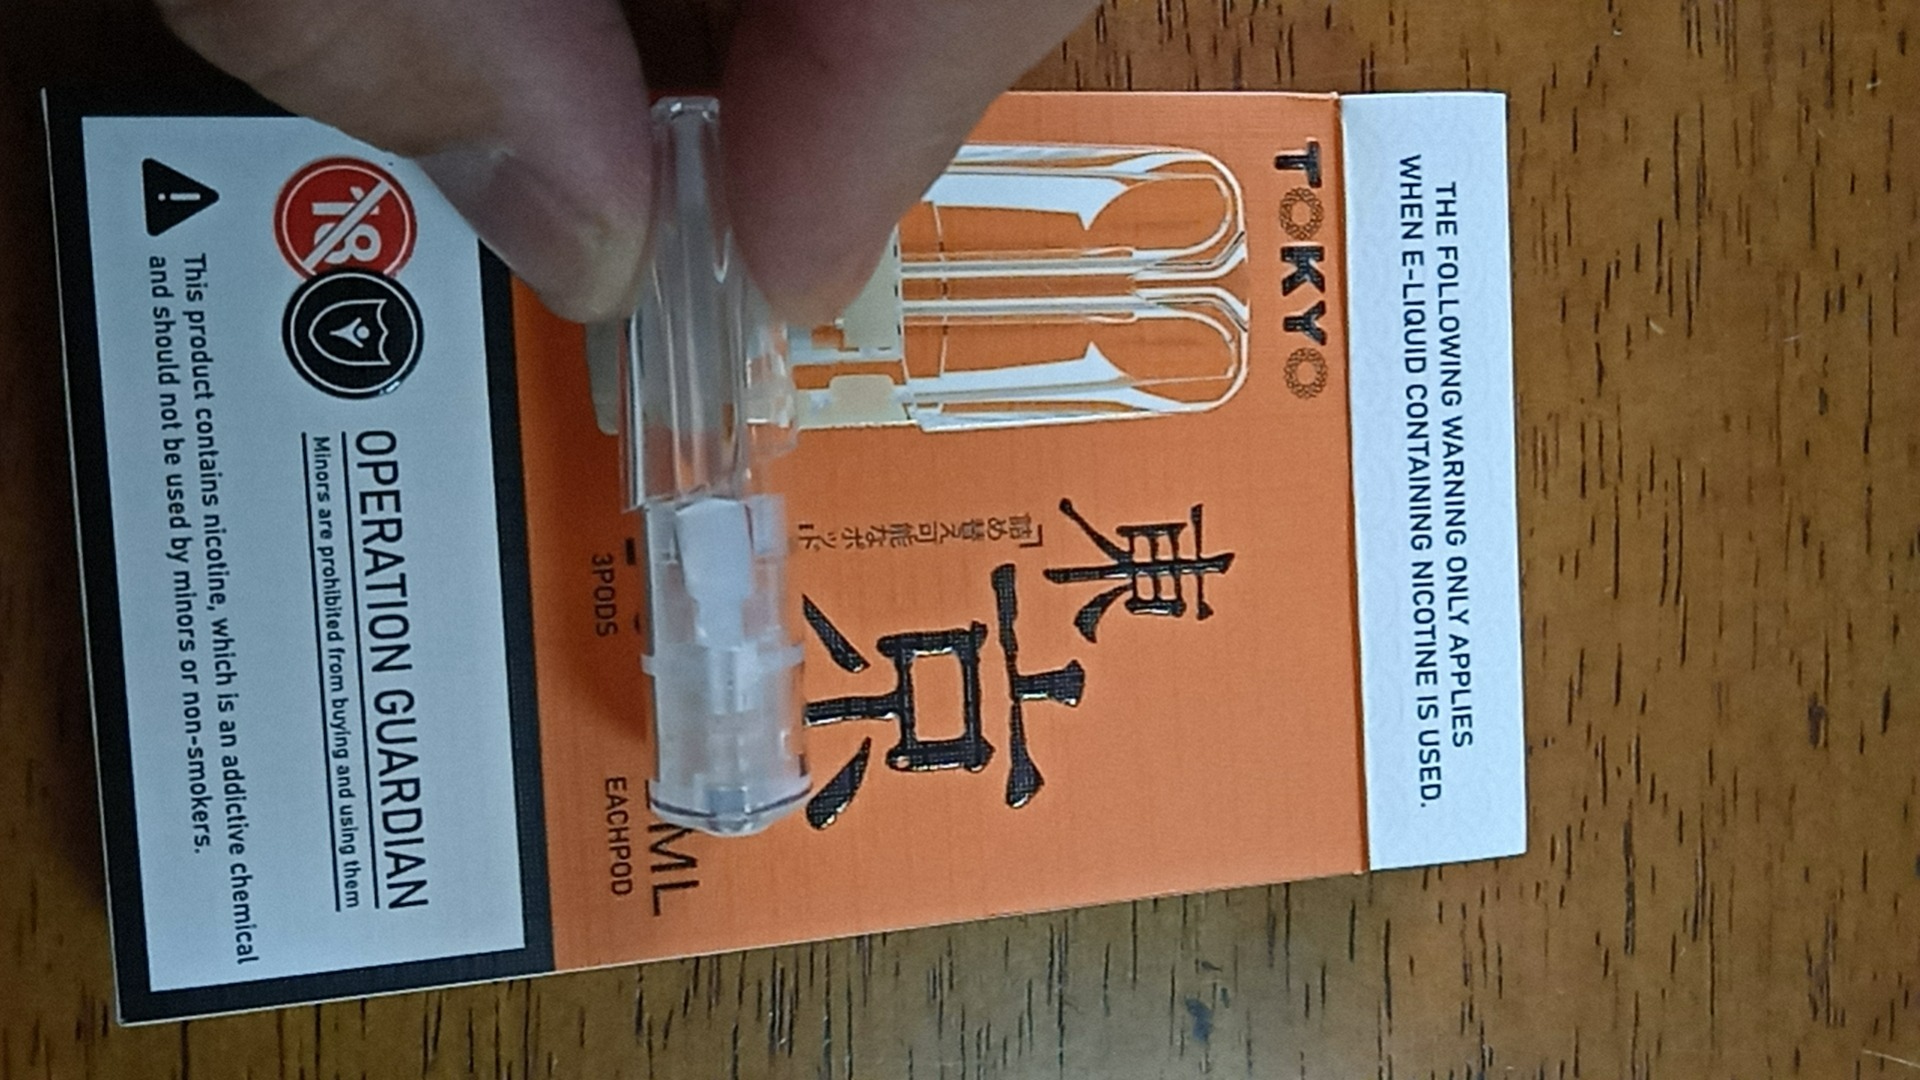 THE FOLLOWING WARNING ONLY APPLIES
WHEN E-LIQUID CONTAINING NICOTINE IS USED.
TOKYO
東京
「詰め替え可能なポッド」
3PODS
ML
EACHPOD
18
OPERATION GUARDIAN
Minors are prohibited from buying and using them
This product contains nicotine, which is an addictive chemical
and should not be used by minors or non-smokers.